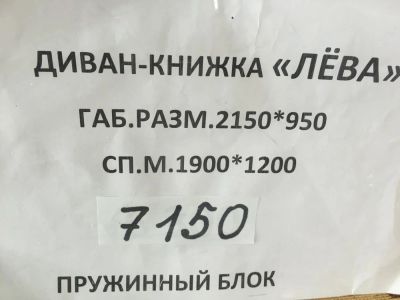 ДИВАН-КНИЖКА «ЛЁВА»
ГАБ.РАЗМ.2150*950
СП.М.1900*1200
7150
ПРУЖИННЫЙ БЛОК